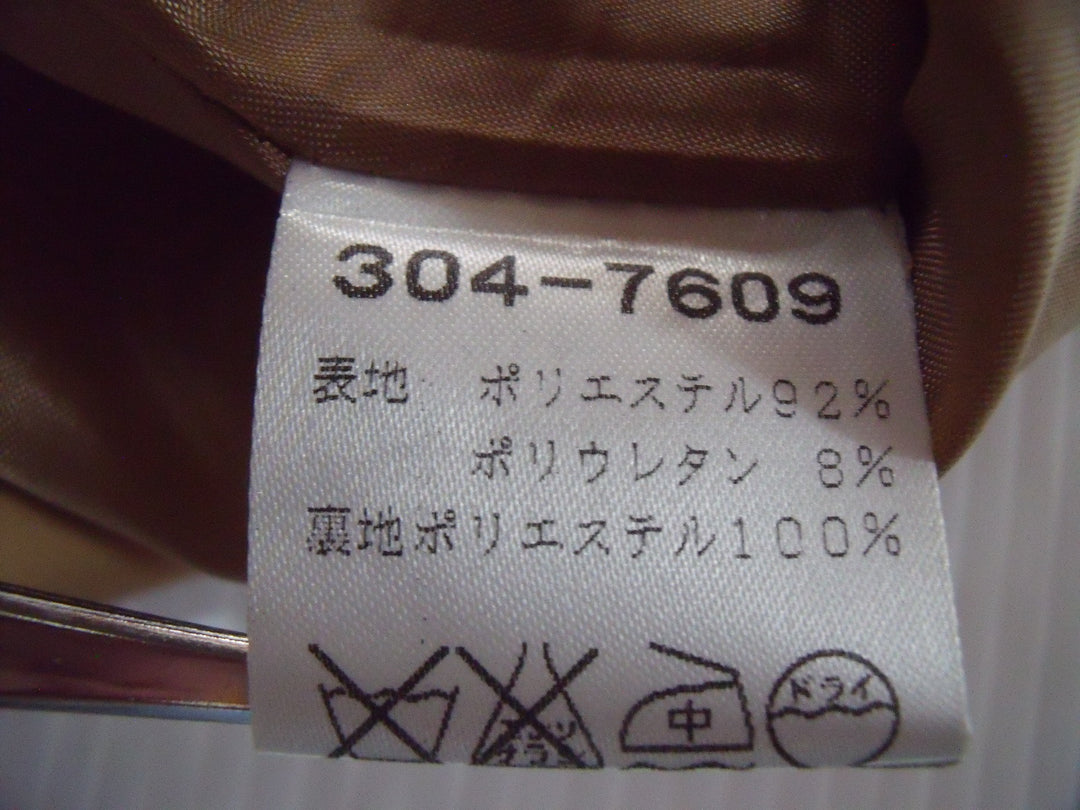 304-7609
表地 ポリエステル92%
ポリウレタン 8%
裏地ポリエステル100%
中 ドライ